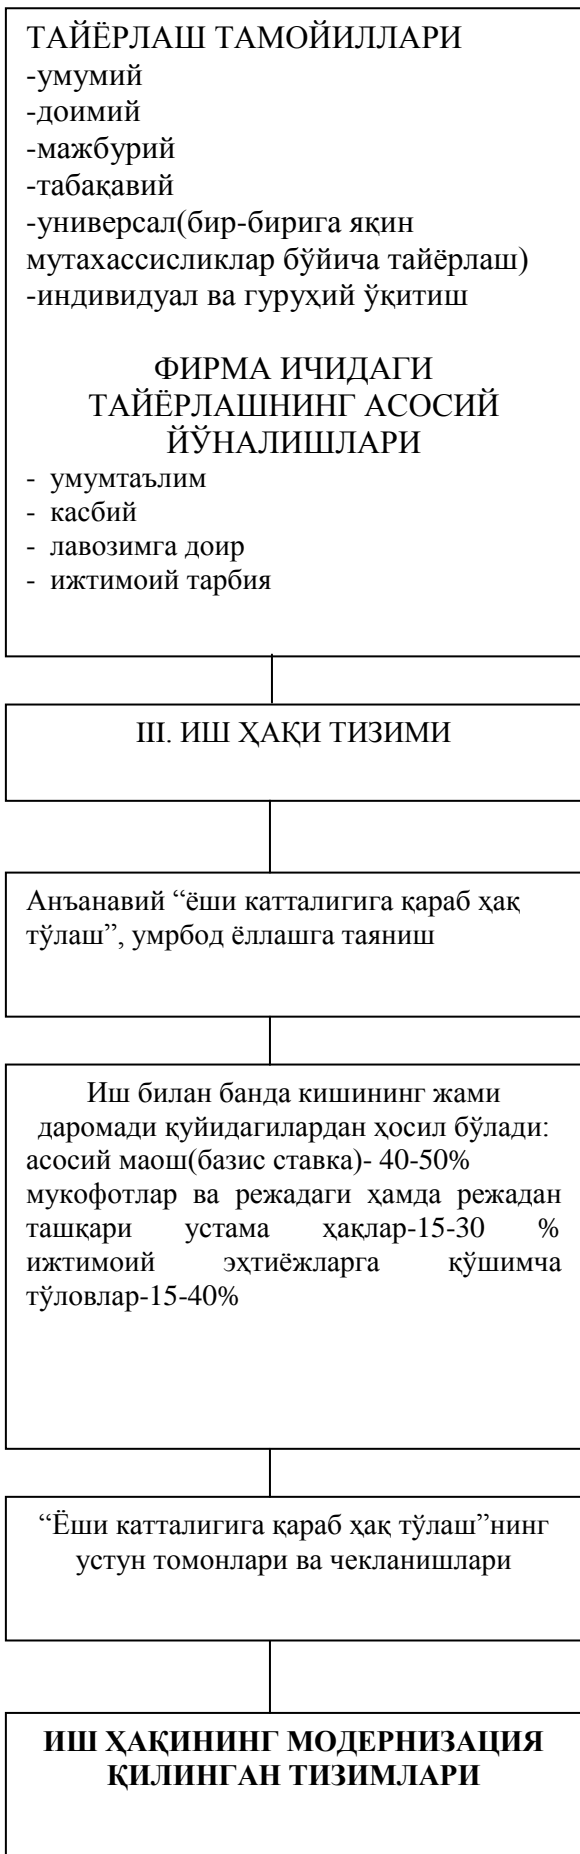 ТАЙЁРЛАШ ТАМОЙИЛЛАРИ
-умумий
-доимий
-мажбурий
-табақавий
-универсал(бир-бирига яқин
мутахассисликлар бўйича тайёрлаш)
-индивидуал ва гуруҳий ўқитиш
ФИРМА ИЧИДАГИ
ТАЙЁРЛАШНИНГ АСОСИЙ
ЙЎНАЛИШЛАРИ
- умумтаълим
- касбий
- лавозимга доир
- ижтимоий тарбия
III. ИШ ҲАҚИ ТИЗИМИ
Анъанавий “ёши катталигига қараб ҳақ
тўлаш”, умрбод ёллашга таяниш
Иш билан банда кишининг жами
даромади қуйидагилардан ҳосил бўлади:
асосий маош(базис ставка)- 40-50%
мукофотлар ва режадаги ҳамда режадан
ташқари устама ҳақлар-15-30 %
ижтимоий эҳтиёжларга қўшимча
тўловлар-15-40%
“Ёши катталигига қараб ҳақ тўлаш”нинг
устун томонлари ва чекланишлари
ИШ ҲАҚИНИНГ МОДЕРНИЗАЦИЯ
ҚИЛИНГАН ТИЗИМЛАРИ